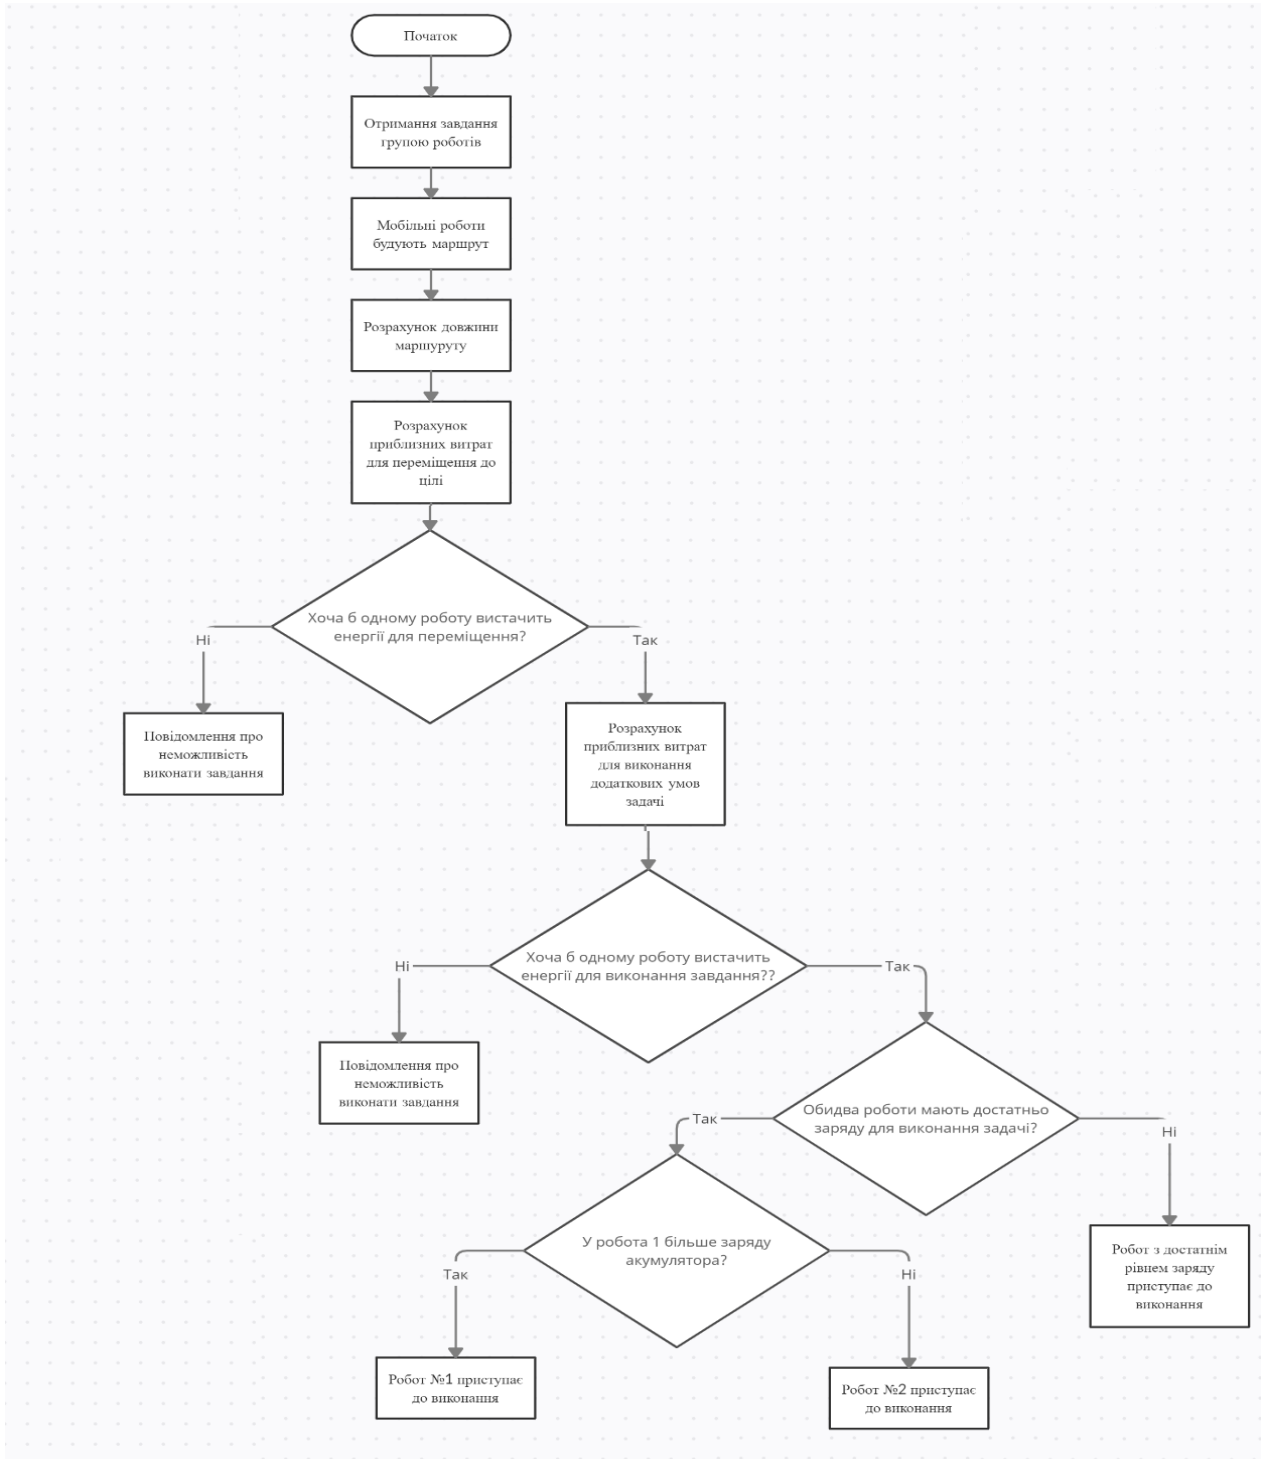 Початок
Отримання завдання
групою роботів
Мобільні роботи
будують маршрут
Розрахунок довжини
маршуруту
Розрахунок
приблизних витрат
для переміщення до
цілі
Хоча б одному роботу вистачить
енергії для переміщення?
Ні
Так
Повідомлення про
неможливість
виконати завдання
Розрахунок
приблизних витрат
для виконання
додаткових умов
задачі
Хоча б одному роботу вистачить
енергії для виконання завдання??
Ні
Так
Повідомлення про
неможливість
виконати завдання
Обидва роботи мають достатньо
заряду для виконання задачі?
Так
Ні
У робота 1 більше заряду
акумулятора?
Робот з достатнім
рівнем заряду
приступає до
виконання
Так
Ні
Робот №1 приступає
до виконання
Робот №2 приступає
до виконання